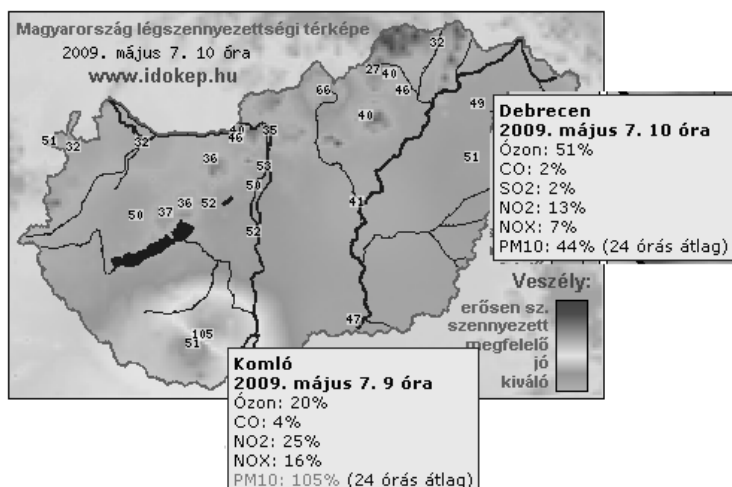 Magyarország légszennyezettségi térképe
2009. május 7. 10 óra
www.idokep.hu
32
27
40
66
46
40
49
51
32
32
40
46
35
36
53
50
51
50
37
36
52
52
41
47
105
51
Debrecen
2009. május 7. 10 óra
Ózon: 51%
CO: 2%
SO2: 2%
NO2: 13%
NOX: 7%
PM10: 44% (24 órás átlag)
Veszély:
erősen sz.
szennyezett
megfelelő
jó
kiváló
Komló
2009. május 7. 9 óra
Ózon: 20%
CO: 4%
NO2: 25%
NOX: 16%
PM10: 105% (24 órás átlag)